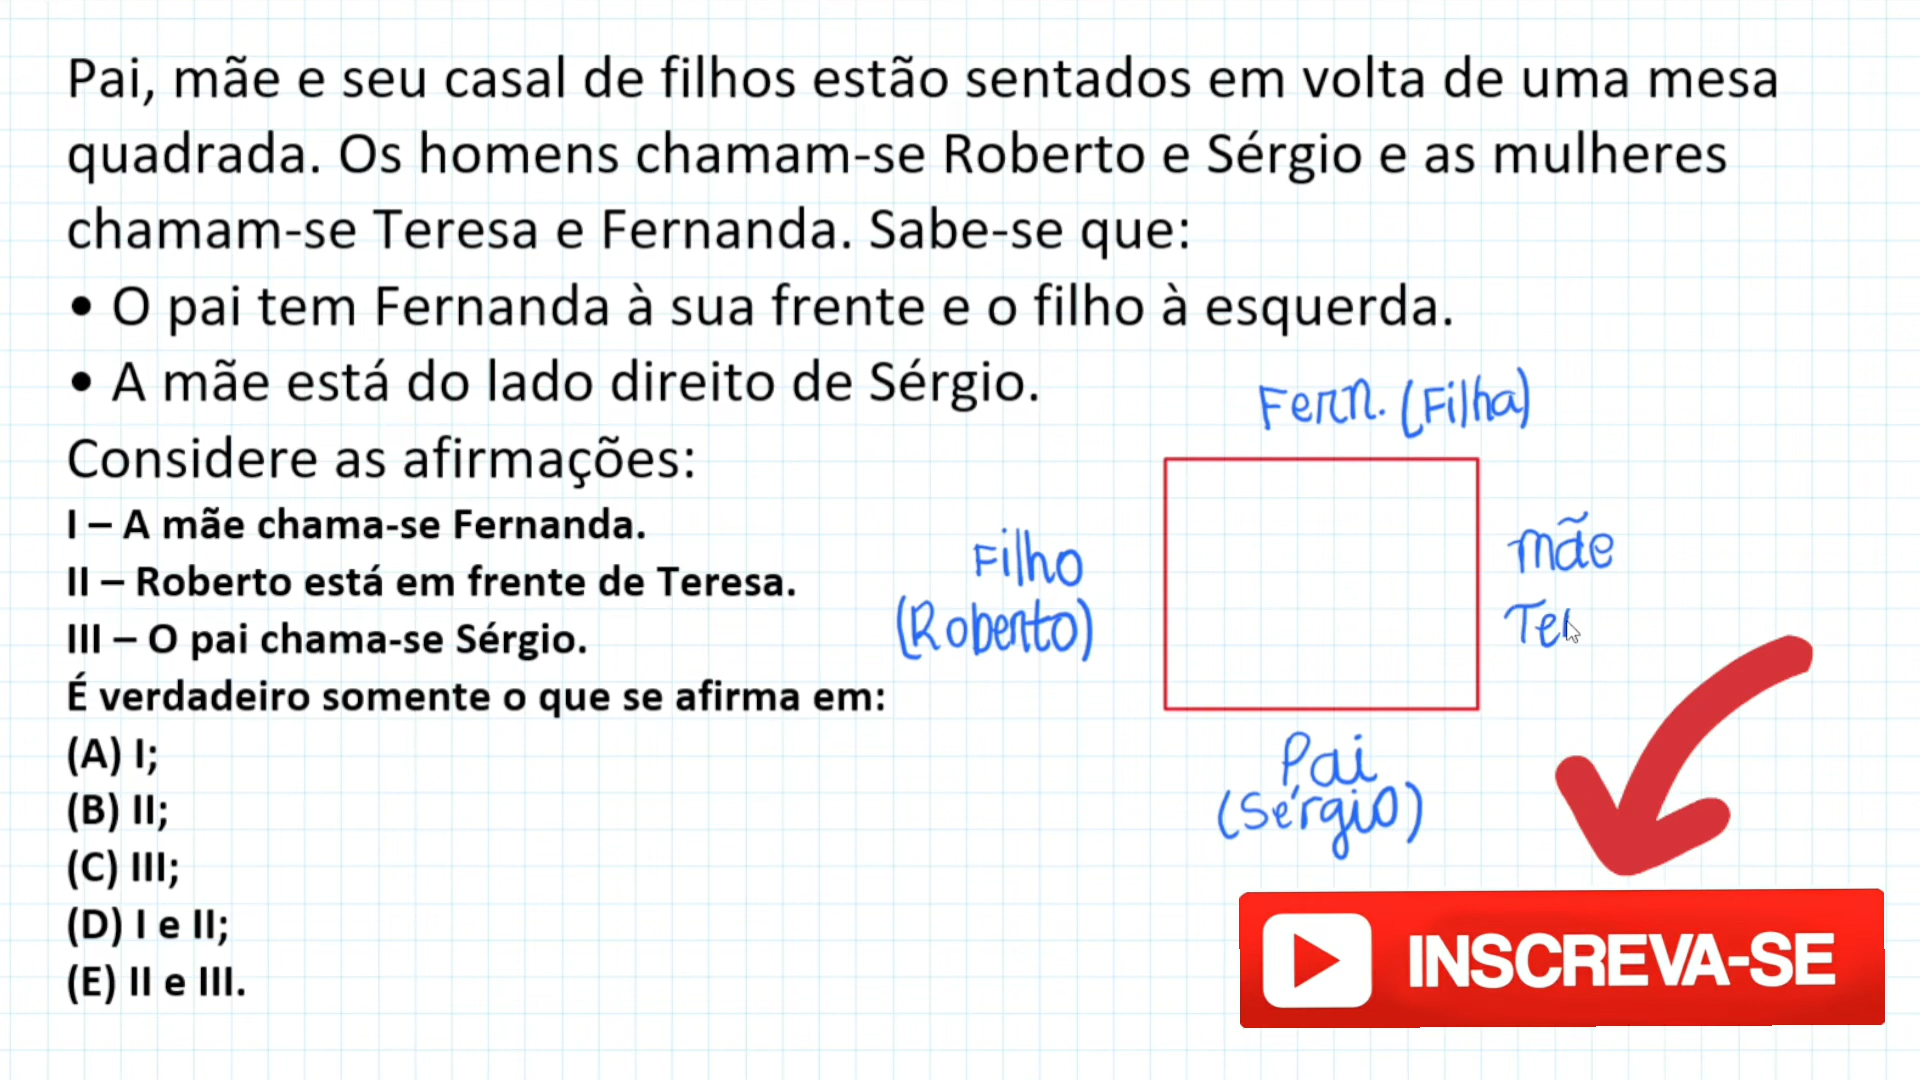 Pai, mãe e seu casal de filhos estão sentados em volta de uma mesa
quadrada. Os homens chamam-se Roberto e Sérgio e as mulheres
chamam-se Teresa e Fernanda. Sabe-se que:
• O pai tem Fernanda à sua frente e o filho à esquerda.
• A mãe está do lado direito de Sérgio.
Considere as afirmações:
I – A mãe chama-se Fernanda.
II – Roberto está em frente de Teresa.
III – O pai chama-se Sérgio.
É verdadeiro somente o que se afirma em:
(A) I;
(B) II;
(C) III;
(D) I e II;
(E) II e III.
Fern. (Filha)
Filho
(Roberto)
mãe
Ter
Pai
(Sérgio)
INSCREVA-SE